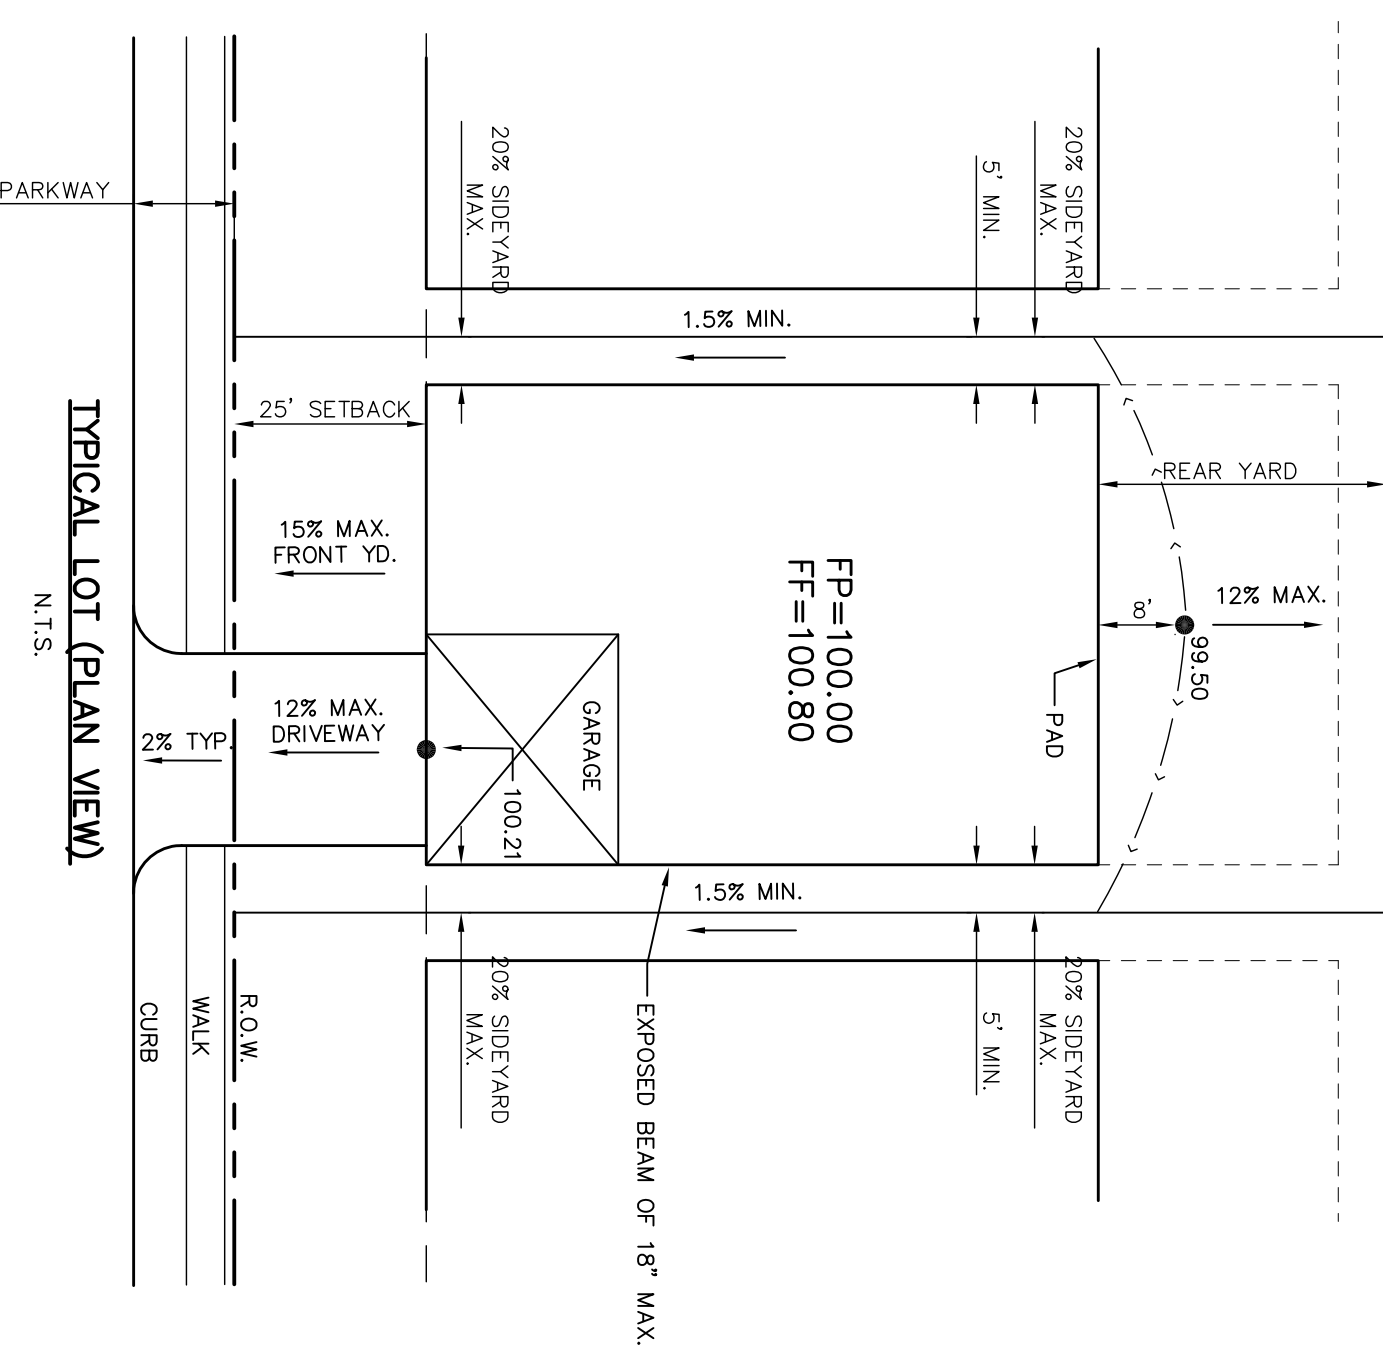 20% SIDEYARD
MAX.
5' MIN.
20% SIDEYARD
MAX.
PARKWAY
1.5% MIN.
25' SETBACK
REAR YARD
15% MAX.
FRONT YD.
FP=100.00
FF=100.80
8'
12% MAX.
99.50
PAD
GARAGE
100.21
12% MAX.
DRIVEWAY
2% TYP.
1.5% MIN.
20% SIDEYARD
MAX.
5' MIN.
20% SIDEYARD
MAX.
R.O.W.
WALK
CURB
EXPOSED BEAM OF 18" MAX.
TYPICAL LOT (PLAN VIEW)
N.T.S.